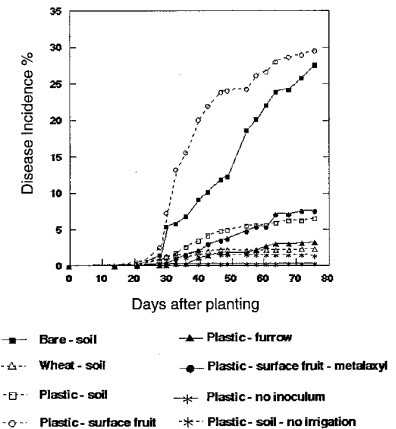 35
30
25
20
15
10
5
0
Disease Incidence %
0 10 20 30 40 50 60 70 80
Days after planting
Bare - soil
Plastic - furrow
Wheat - soil
Plastic - surface fruit - metalaxyl
Plastic - soil
Plastic - no inoculum
Plastic - surface fruit
Plastic - soil - no irrigation